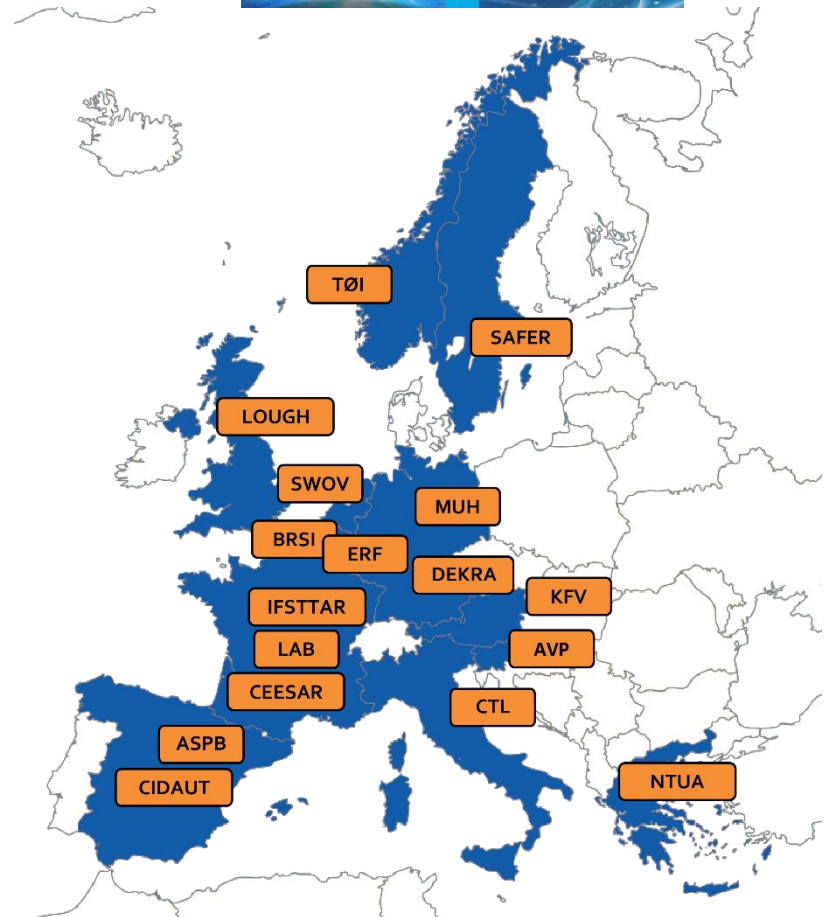 TØI
SAFER
LOUGH
SWOV
MUH
BRSI
ERF
DEKRA
KFV
IFSTTAR
LAB
AVP
CEESAR
CTL
ASPB
NTUA
CIDAUT